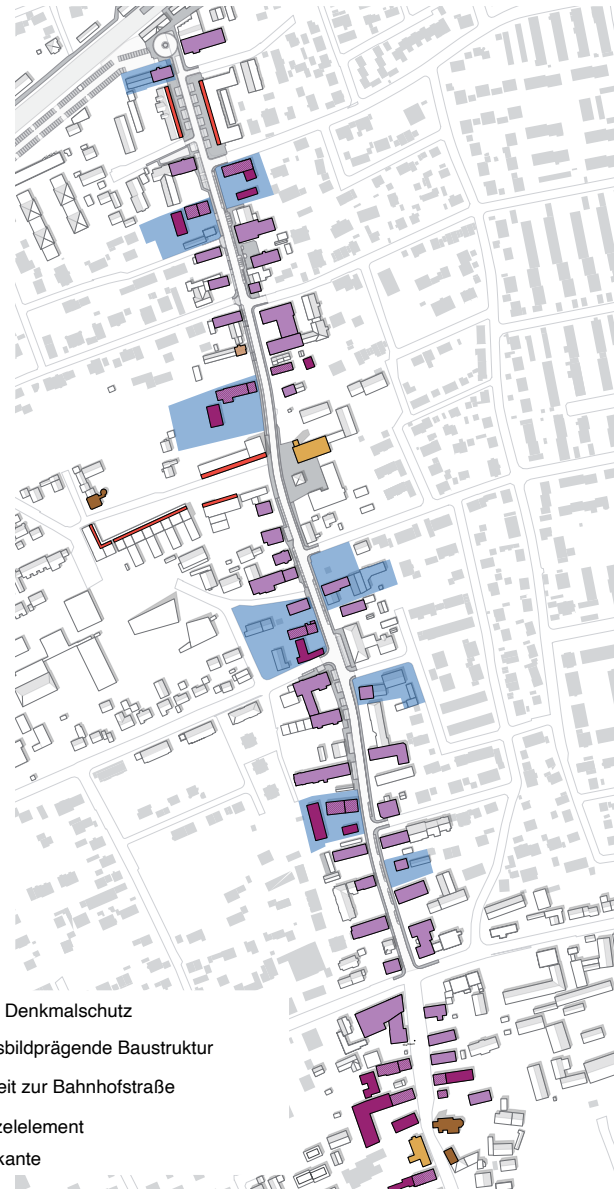 Denkmalschutz
sbildprägende Baustruktur
eit zur Bahnhofstraße
zelelement
kante